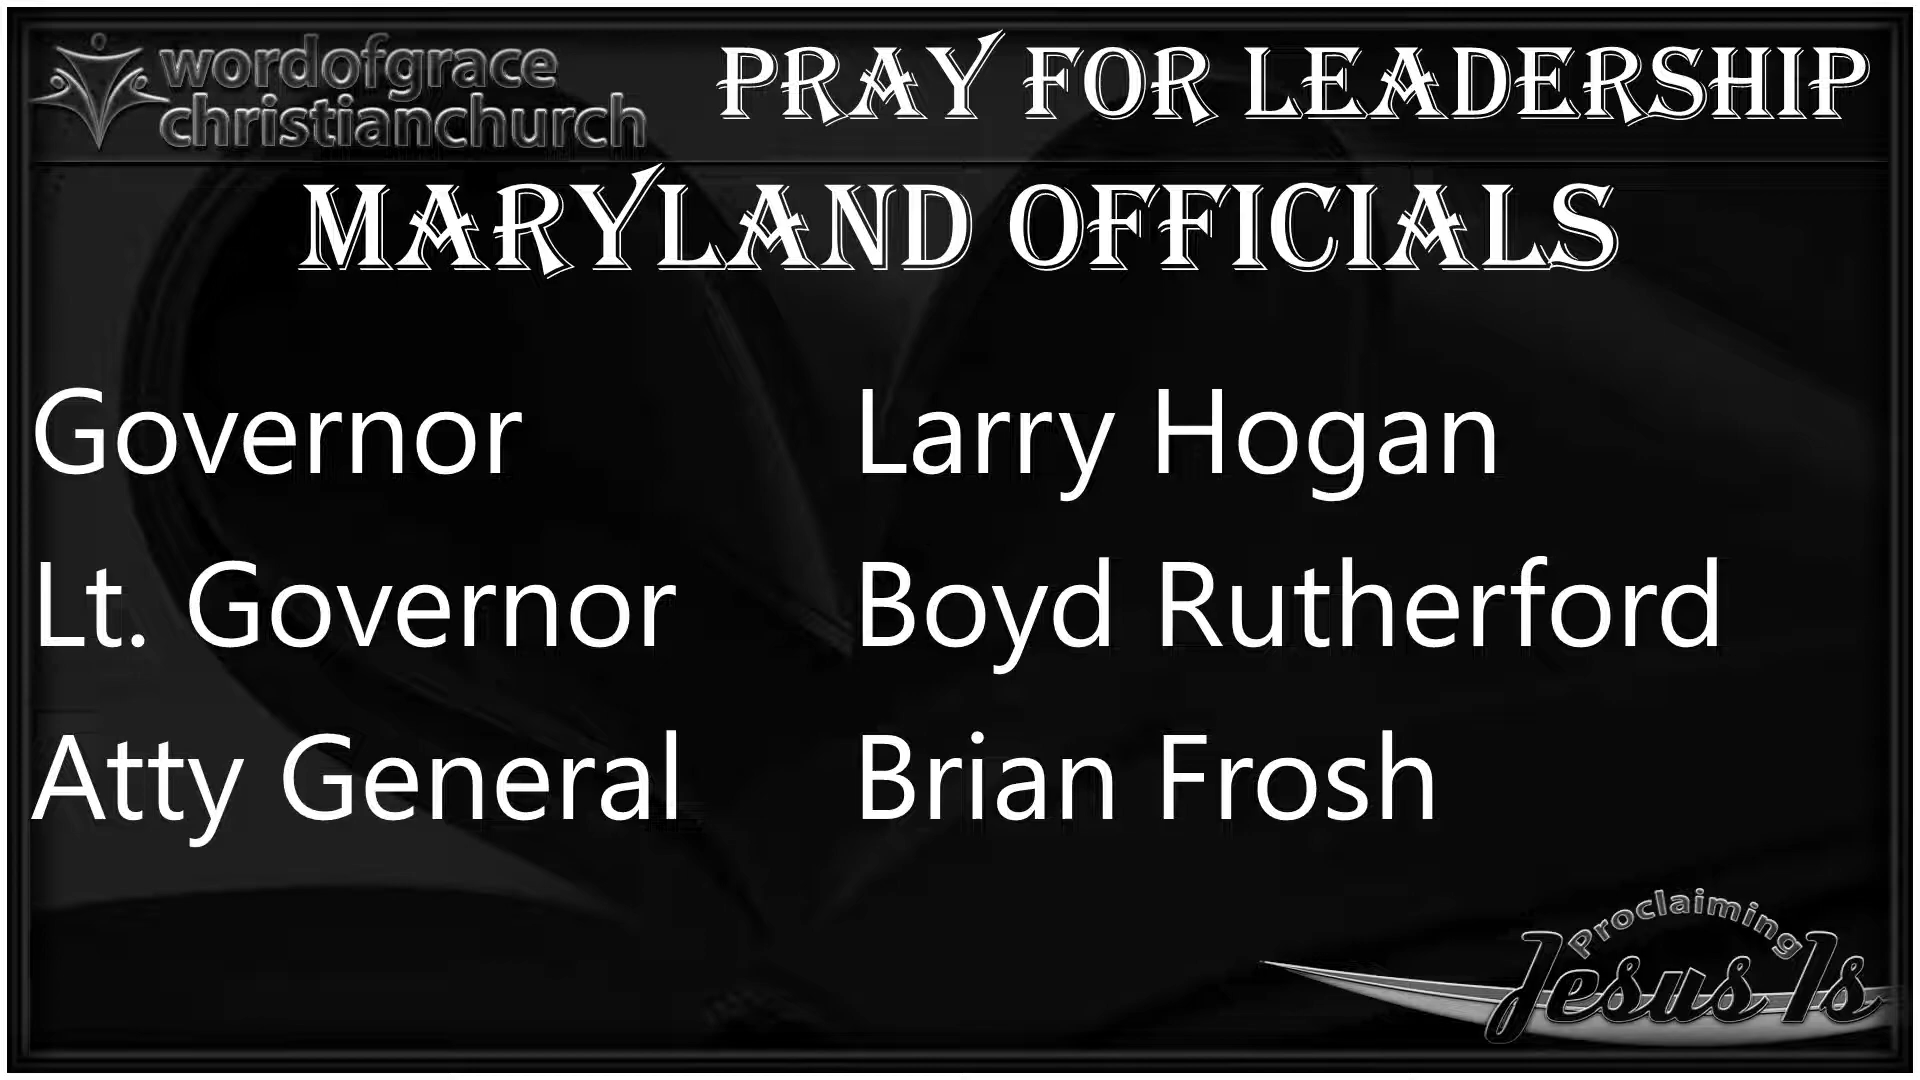 wordofgrace
christianchurch
PRAY FOR LEADERSHIP
MARYLAND OFFICIALS
Governor Larry Hogan
Lt. Governor Boyd Rutherford
Atty General Brian Frosh
Proclaiming
Jesus Is